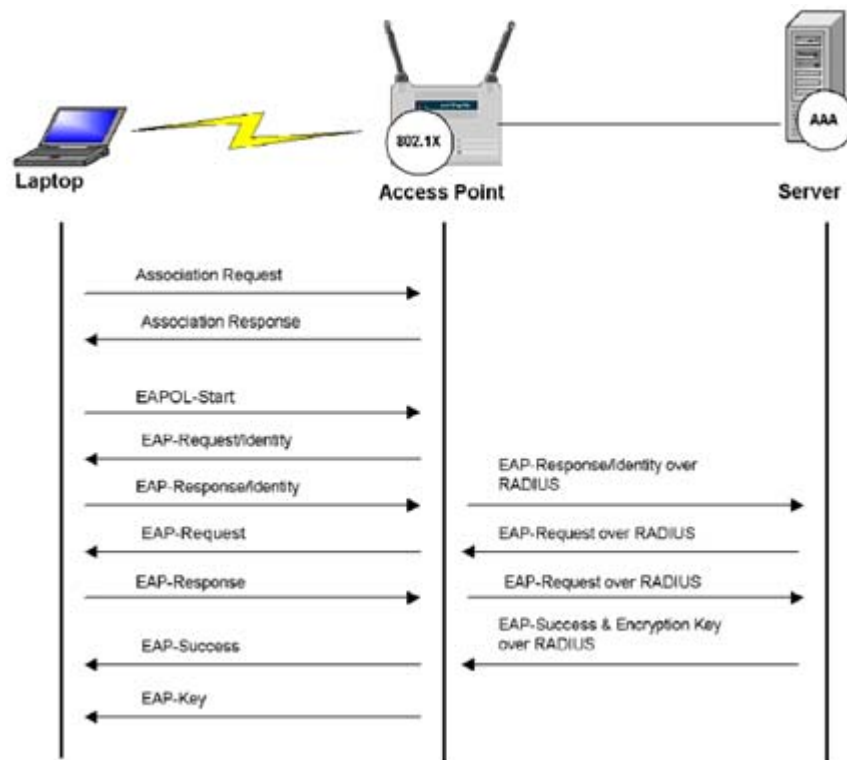 802.1X
AAA
Laptop
Access Point
Server
Association Request
Association Response
EAPOL-Start
EAP-Request/Identity
EAP-Response/Identity over
RADIUS
EAP-Response/Identity
EAP-Request
EAP-Request over RADIUS
EAP-Response
EAP-Request over RADIUS
EAP-Success & Encryption Key
over RADIUS
EAP-Success
EAP-Key